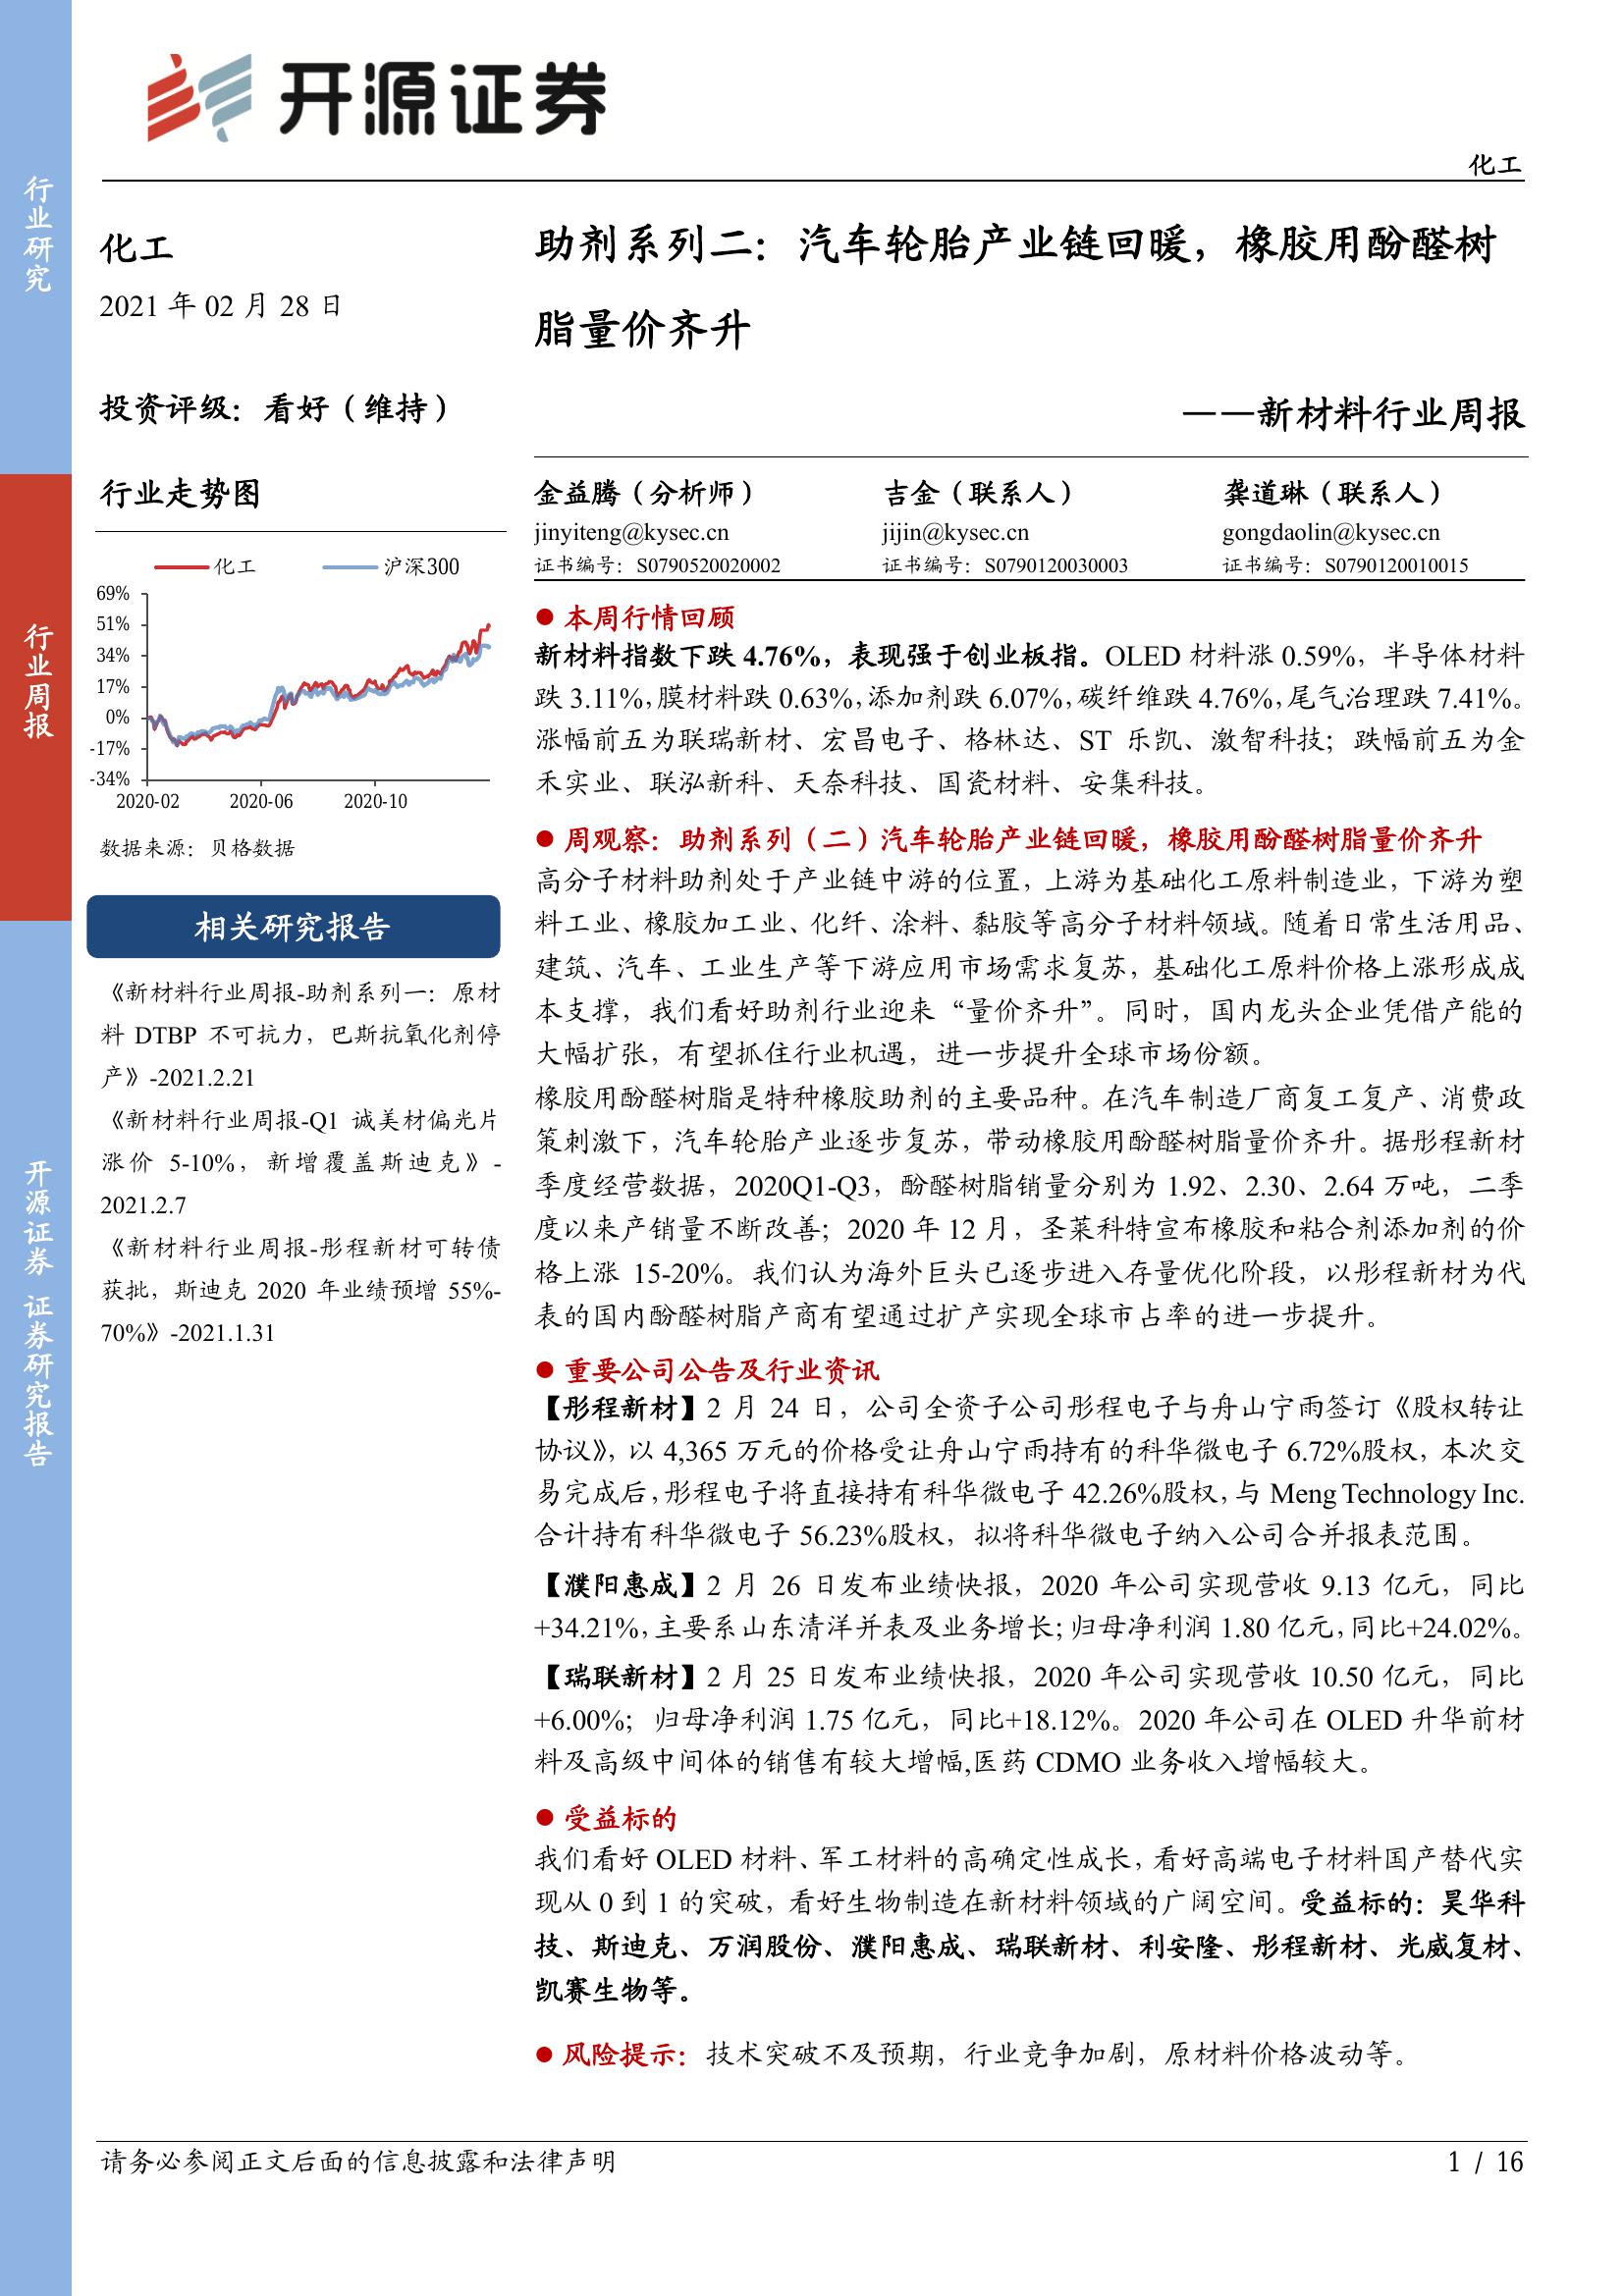 开源证券
化工
行业研究
行业周报
开源证券 证券研究报告
化工
2021 年 02 月 28 日
投资评级：看好（维持）
行业走势图
化工 沪深300
69%
51%
34%
17%
0%
-17%
-34%
2020-02 2020-06 2020-10
数据来源：贝格数据
相关研究报告
《新材料行业周报-助剂系列一：原材
料 DTBP 不可抗力，巴斯抗氧化剂停
产》-2021.2.21
《新材料行业周报-Q1 诚美材偏光片
涨价 5-10%，新增覆盖斯迪克》-
2021.2.7
《新材料行业周报-彤程新材可转债
获批，斯迪克 2020 年业绩预增 55%-
70%》-2021.1.31
助剂系列二：汽车轮胎产业链回暖，橡胶用酚醛树
脂量价齐升
——新材料行业周报
金益腾（分析师） 吉金（联系人） 龚道琳（联系人）
jinyiteng@kysec.cn jijin@kysec.cn gongdaolin@kysec.cn
证书编号：S0790520020002 证书编号：S0790120030003 证书编号：S0790120010015
● 本周行情回顾
新材料指数下跌 4.76%，表现强于创业板指。OLED 材料涨 0.59%，半导体材料
跌 3.11%，膜材料跌 0.63%，添加剂跌 6.07%，碳纤维跌 4.76%，尾气治理跌 7.41%。
涨幅前五为联瑞新材、宏昌电子、格林达、ST 乐凯、激智科技；跌幅前五为金
禾实业、联泓新科、天奈科技、国瓷材料、安集科技。
● 周观察：助剂系列（二）汽车轮胎产业链回暖，橡胶用酚醛树脂量价齐升
高分子材料助剂处于产业链中游的位置，上游为基础化工原料制造业，下游为塑
料工业、橡胶加工业、化纤、涂料、黏胶等高分子材料领域。随着日常生活用品、
建筑、汽车、工业生产等下游应用市场需求复苏，基础化工原料价格上涨形成成
本支撑，我们看好助剂行业迎来“量价齐升”。同时，国内龙头企业凭借产能的
大幅扩张，有望抓住行业机遇，进一步提升全球市场份额。
橡胶用酚醛树脂是特种橡胶助剂的主要品种。在汽车制造厂商复工复产、消费政
策刺激下，汽车轮胎产业逐步复苏，带动橡胶用酚醛树脂量价齐升。据彤程新材
季度经营数据，2020Q1-Q3，酚醛树脂销量分别为 1.92、2.30、2.64 万吨，二季
度以来产销量不断改善；2020 年 12 月，圣莱科特宣布橡胶和粘合剂添加剂的价
格上涨 15-20%。我们认为海外巨头已逐步进入存量优化阶段，以彤程新材为代
表的国内酚醛树脂产商有望通过扩产实现全球市占率的进一步提升。
● 重要公司公告及行业资讯
【彤程新材】2 月 24 日，公司全资子公司彤程电子与舟山宁雨签订《股权转让
协议》，以 4,365 万元的价格受让舟山宁雨持有的科华微电子 6.72%股权，本次交
易完成后，彤程电子将直接持有科华微电子 42.26%股权，与 Meng Technology Inc.
合计持有科华微电子 56.23%股权，拟将科华微电子纳入公司合并报表范围。
【濮阳惠成】2 月 26 日发布业绩快报，2020 年公司实现营收 9.13 亿元，同比
+34.21%，主要系山东清洋并表及业务增长；归母净利润 1.80 亿元，同比+24.02%。
【瑞联新材】2 月 25 日发布业绩快报，2020 年公司实现营收 10.50 亿元，同比
+6.00%；归母净利润 1.75 亿元，同比+18.12%。2020 年公司在 OLED 升华前材
料及高级中间体的销售有较大增幅,医药 CDMO 业务收入增幅较大。
● 受益标的
我们看好 OLED 材料、军工材料的高确定性成长，看好高端电子材料国产替代实
现从 0 到 1 的突破，看好生物制造在新材料领域的广阔空间。受益标的：昊华科
技、斯迪克、万润股份、濮阳惠成、瑞联新材、利安隆、彤程新材、光威复材、
凯赛生物等。
● 风险提示：技术突破不及预期，行业竞争加剧，原材料价格波动等。
请务必参阅正文后面的信息披露和法律声明
1 / 16